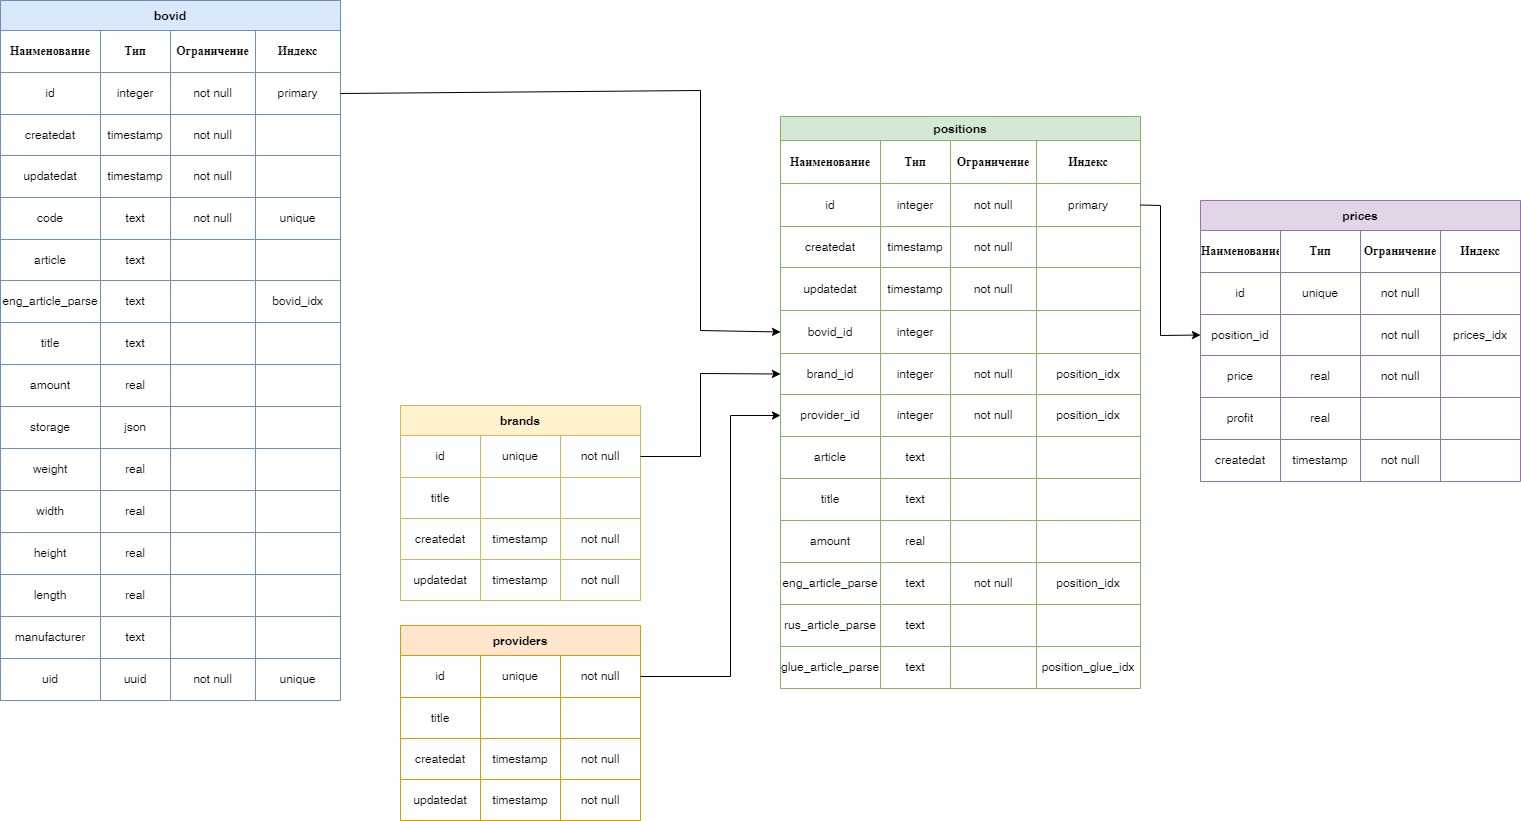 bovid
Наименование Тип Ограничение Индекс
id integer not null primary
createdat timestamp not null
updatedat timestamp not null
code text not null unique
article text
eng_article_parse text bovid_idx
title text
amount real
storage json
weight real
width real
height real
length real
manufacturer text
uid uuid not null unique
brands
id unique not null
title
createdat timestamp not null
updatedat timestamp not null
providers
id unique not null
title
createdat timestamp not null
updatedat timestamp not null
positions
Наименование Тип Ограничение Индекс
id integer not null primary
createdat timestamp not null
updatedat timestamp not null
bovid_id integer
brand_id integer not null position_idx
provider_id integer not null position_idx
article text
title text
amount real
eng_article_parse text not null position_idx
rus_article_parse text
glue_article_parse text position_glue_idx
prices
Наименование Тип Ограничение Индекс
id unique not null
position_id not null prices_idx
price real not null
profit real
createdat timestamp not null